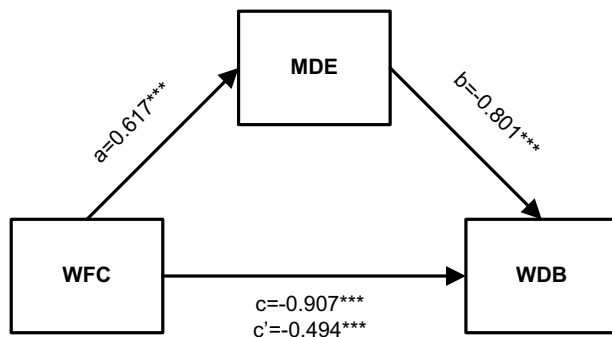 MDE
a=0.617***
b=-0.801***
WFC
WDB
c=-0.907***
c’=-0.494***